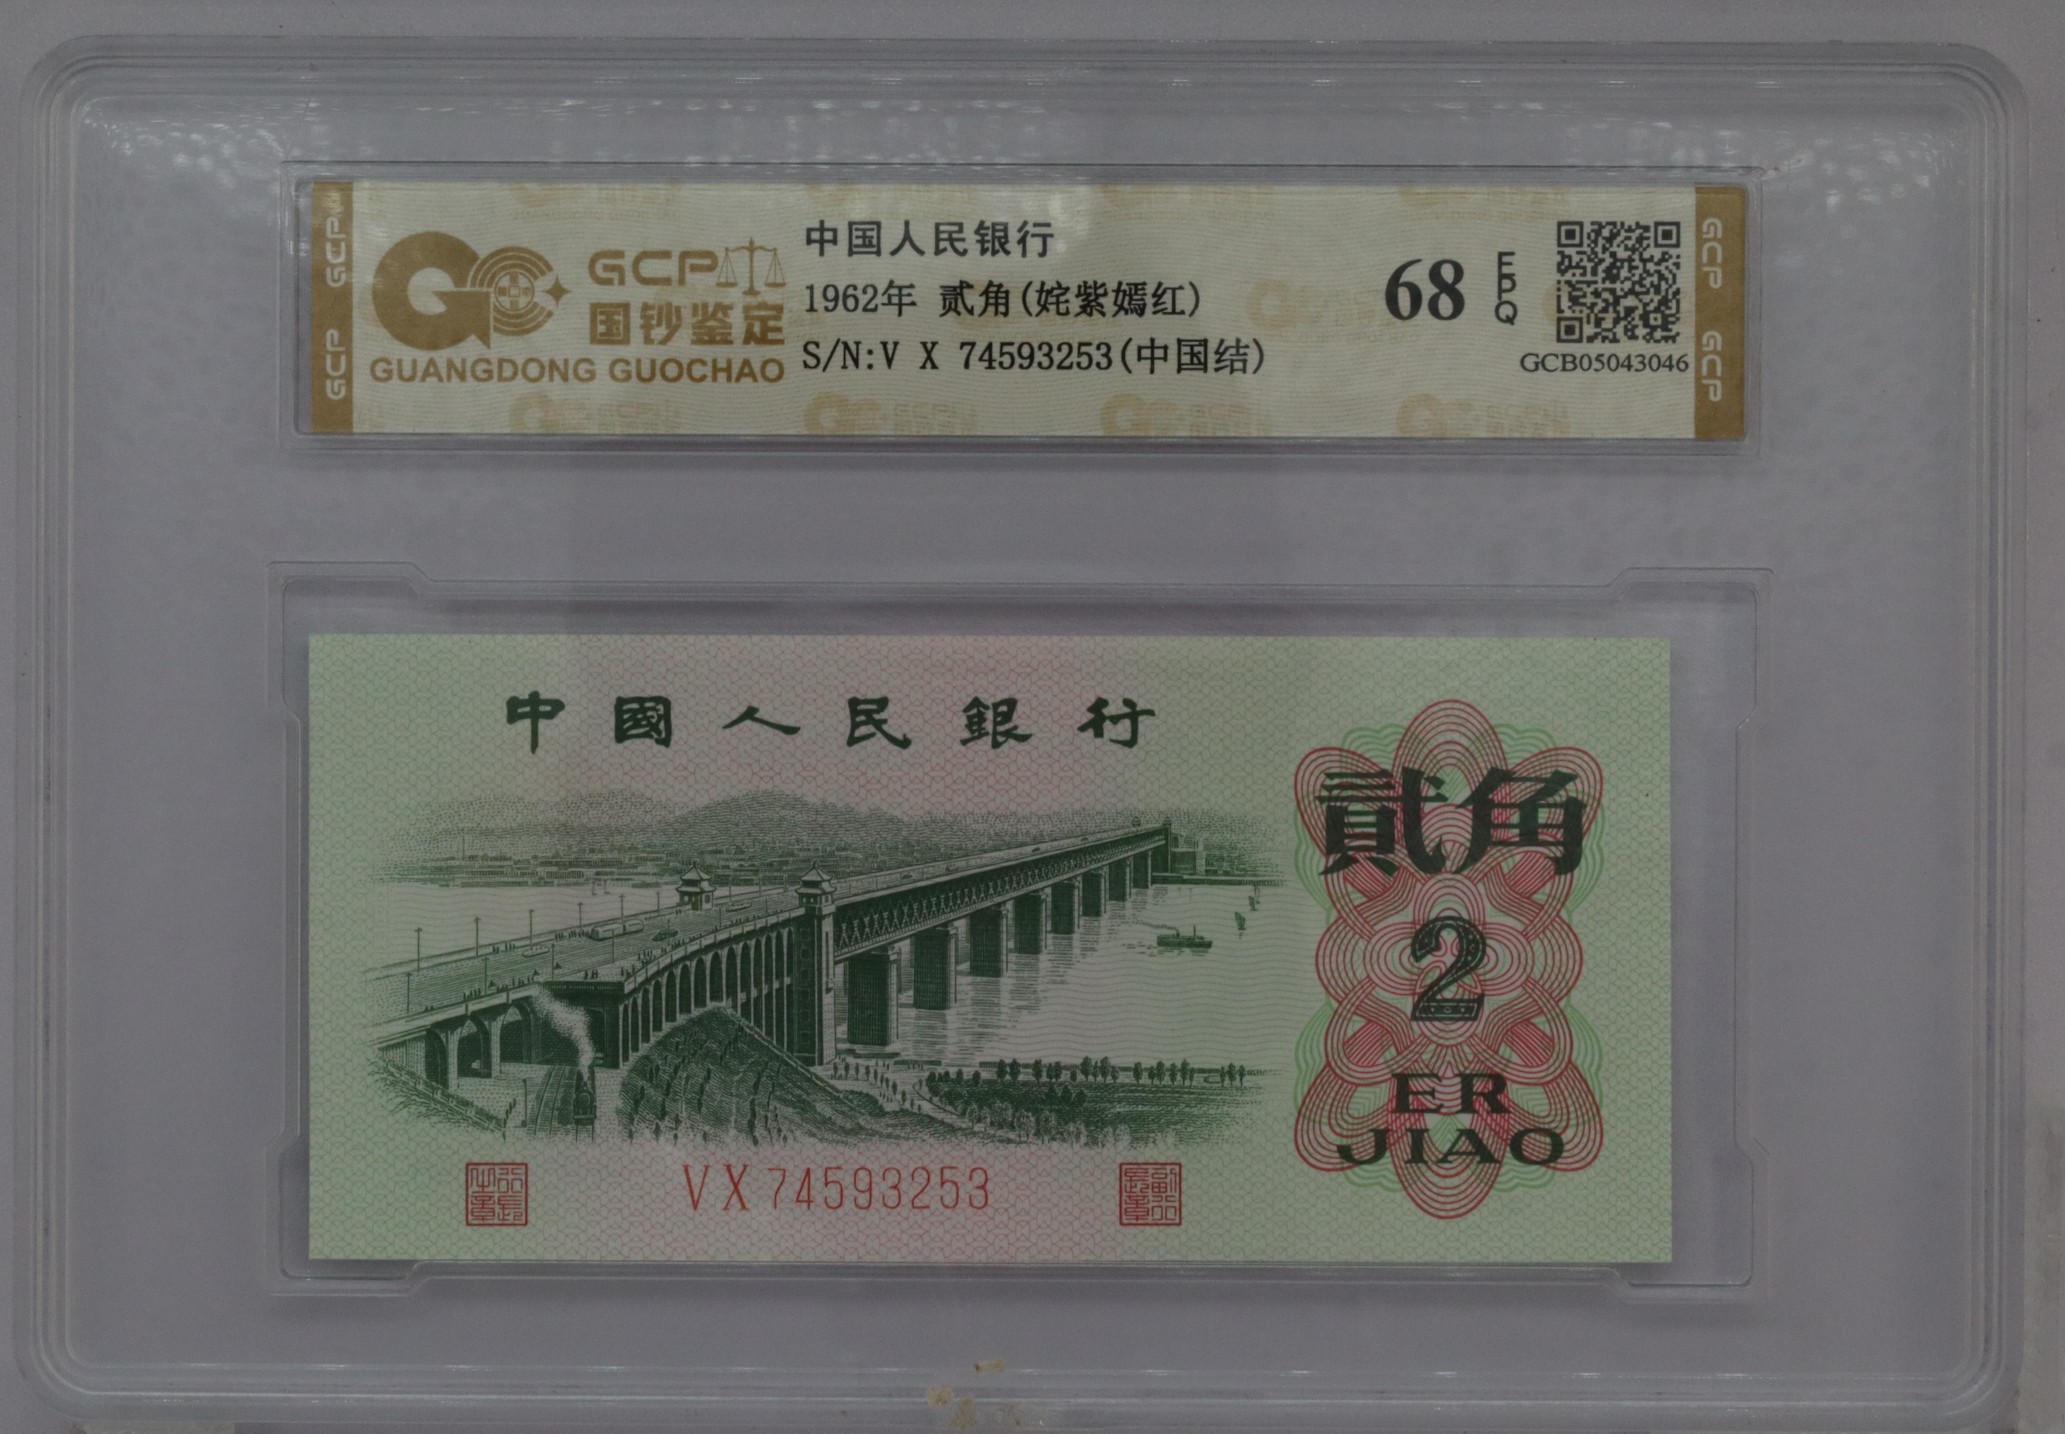 GCP GCP
GCP
国钞鉴定
GUANGDONG GUOCHAO
中国人民银行
1962年 贰角(姹紫嫣红)
S/N:V X 74593253(中国结)
68 EPQ
GCB05043046
GCP GCP
中國人民銀行
貳角
2
ER
JIAO
VX74593253